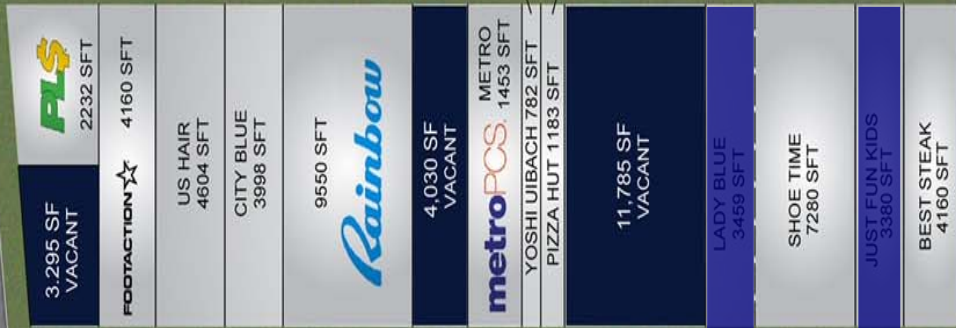 PL$
2232 SFT
3.295 SF
VACANT
FOOTACTION 4160 SFT
US HAIR
4604 SFT
CITY BLUE
3998 SFT
9550 SFT
Rainbow
4,030 SF
VACANT
metroPCS.
METRO
1453 SFT
YOSHI UIBACH 782 SFT
PIZZA HUT 1183 SFT
11,785 SF
VACANT
LADY BLUE
3459 SFT
SHOE TIME
7280 SFT
JUST FUN KIDS
3380 SFT
BEST STEAK
4160 SFT